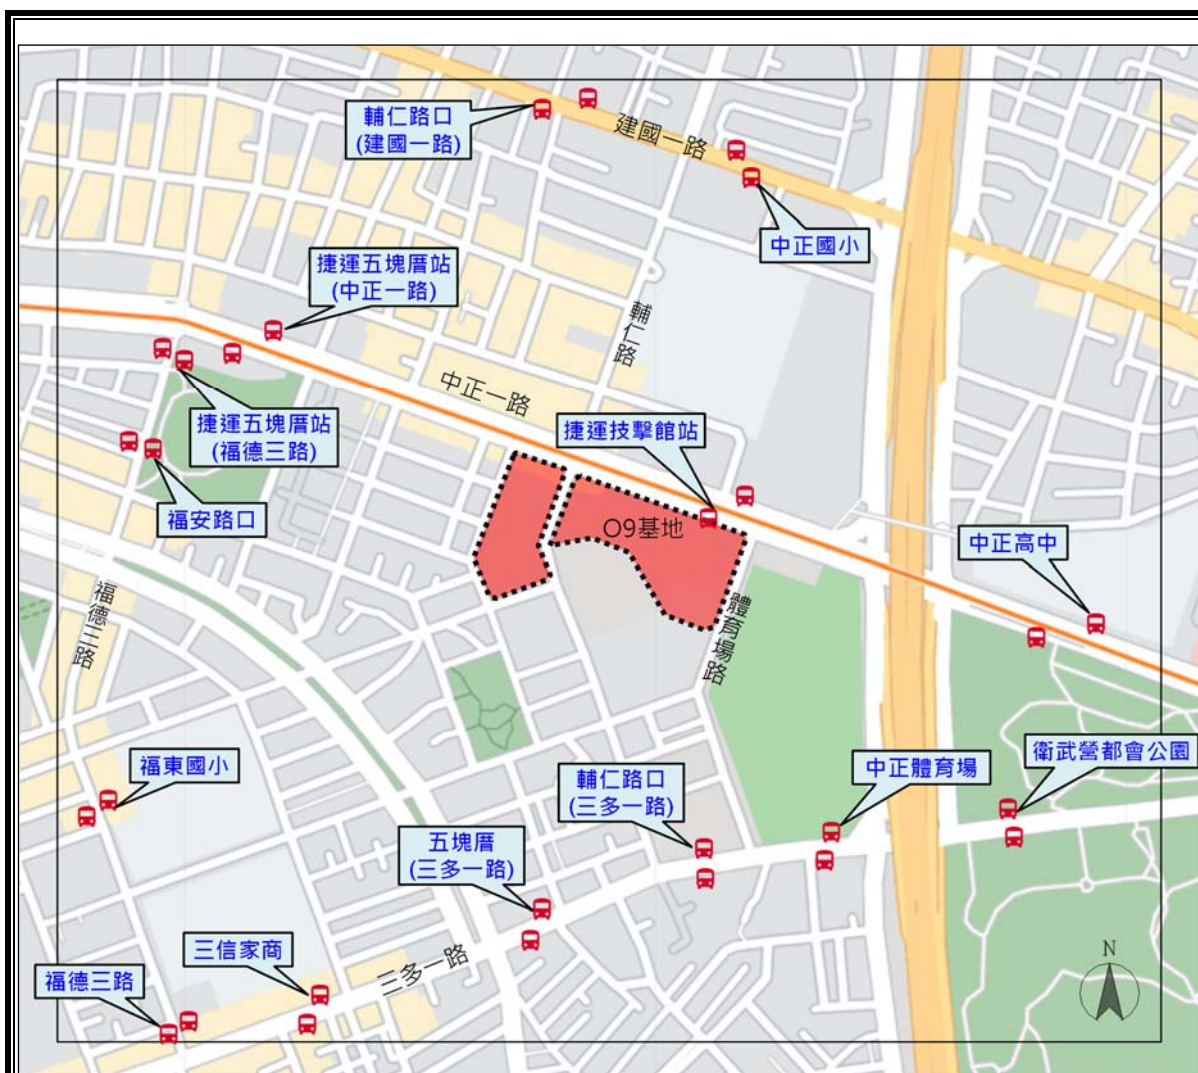 輔仁路口
(建國一路)
建國一路
中正國小
捷運五塊厝站
(中正一路)
輔仁路
中正一路
捷運五塊厝站
(福德三路)
捷運技擊館站
福安路口
O9基地
中正高中
福德三路
體育場路
福東國小
輔仁路口
(三多一路)
中正體育場
衛武營都會公園
五塊厝
(三多一路)
三信家商
三多一路
福德三路
N